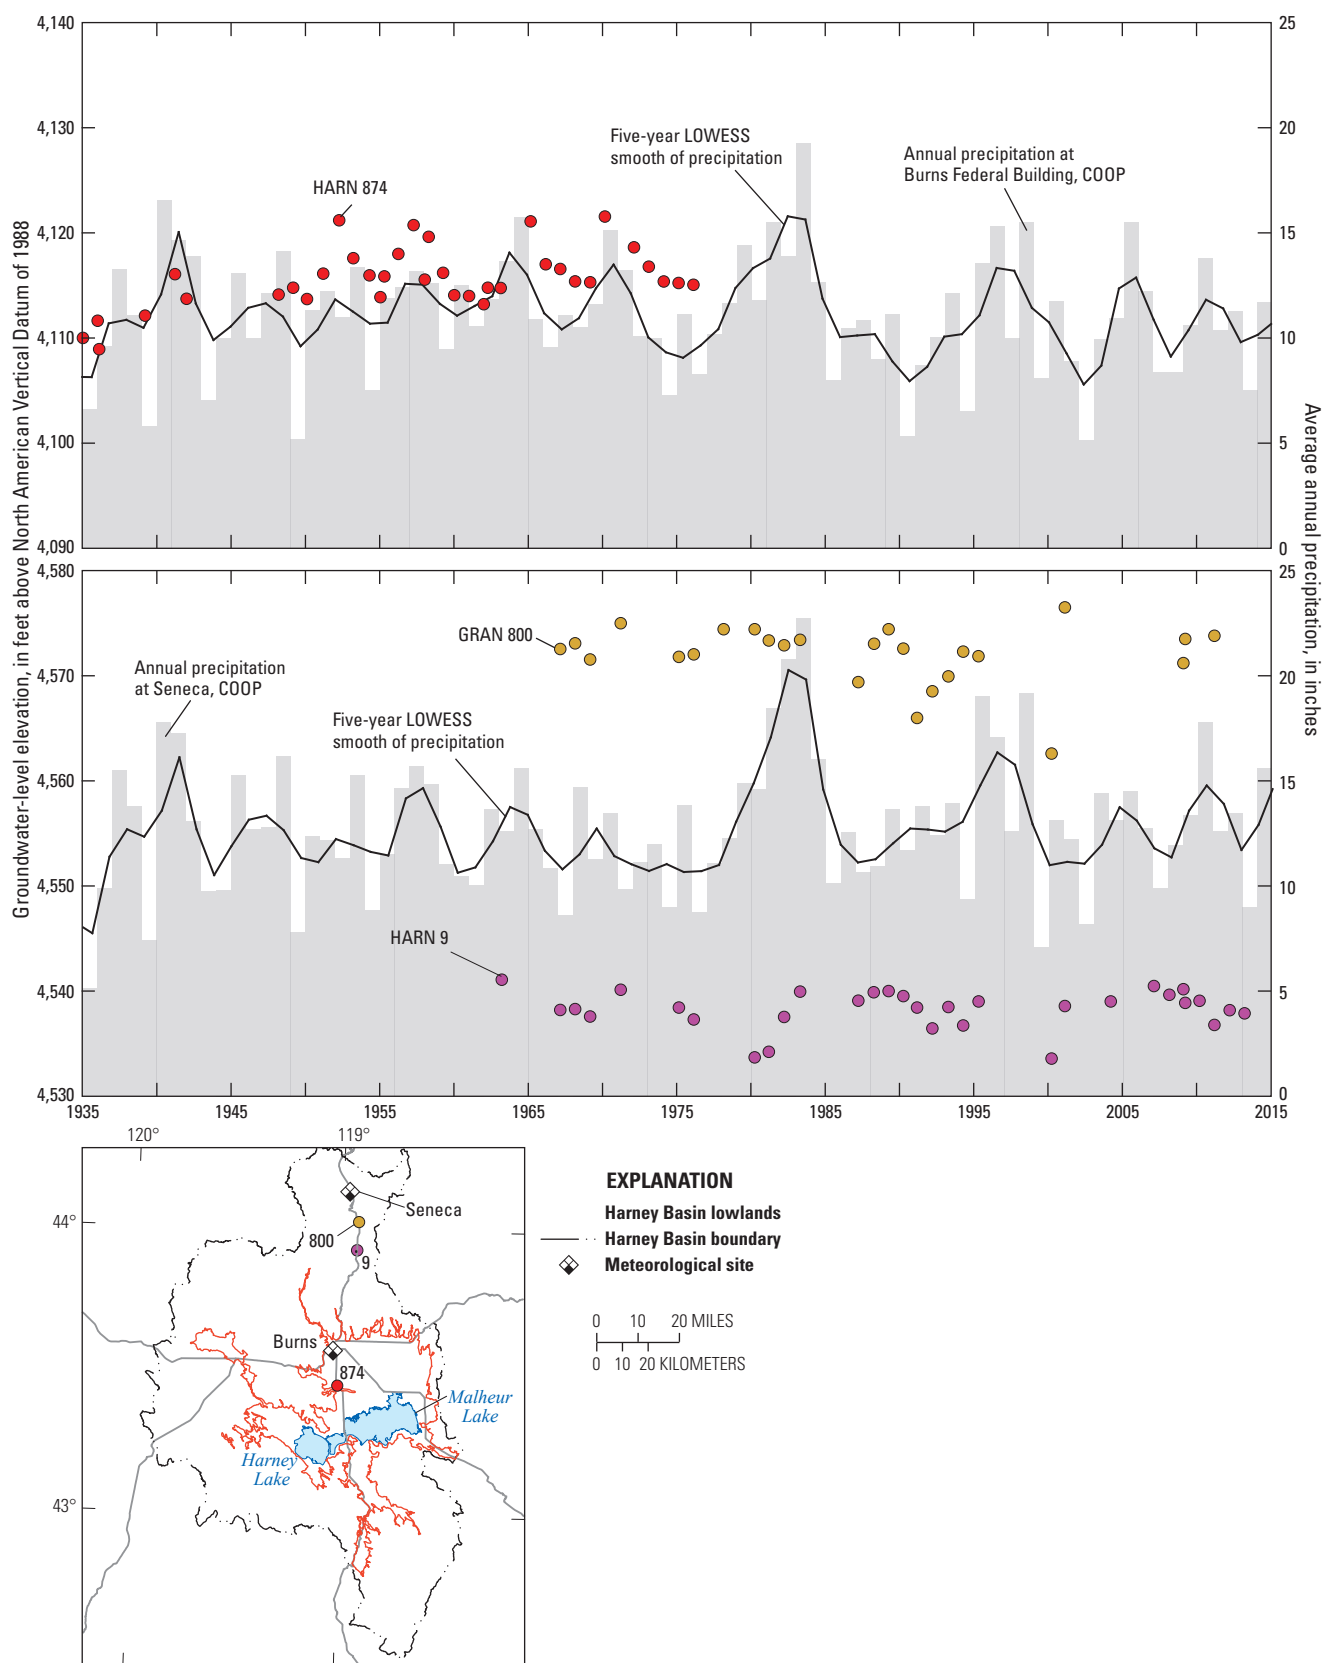 4,140
4,130
4,120
4,110
4,100
4,090
25
20
15
10
5
0
HARN 874
Five-year LOWESS
smooth of precipitation
Annual precipitation at
Burns Federal Building, COOP
Groundwater-level elevation, in feet above North American Vertical Datum of 1988
Average annual precipitation, in inches
4,580
4,570
4,560
4,550
4,540
4,530
25
20
15
10
5
0
GRAN 800
Annual precipitation
at Seneca, COOP
Five-year LOWESS
smooth of precipitation
HARN 9
1935
1945
1955
1965
1975
1985
1995
2005
2015
120°
119°
44°
43°
Seneca
800
9
Burns
874
Malheur
Lake
Harney
Lake
EXPLANATION
Harney Basin lowlands
Harney Basin boundary
Meteorological site
0 10 20 MILES
0 10 20 KILOMETERS